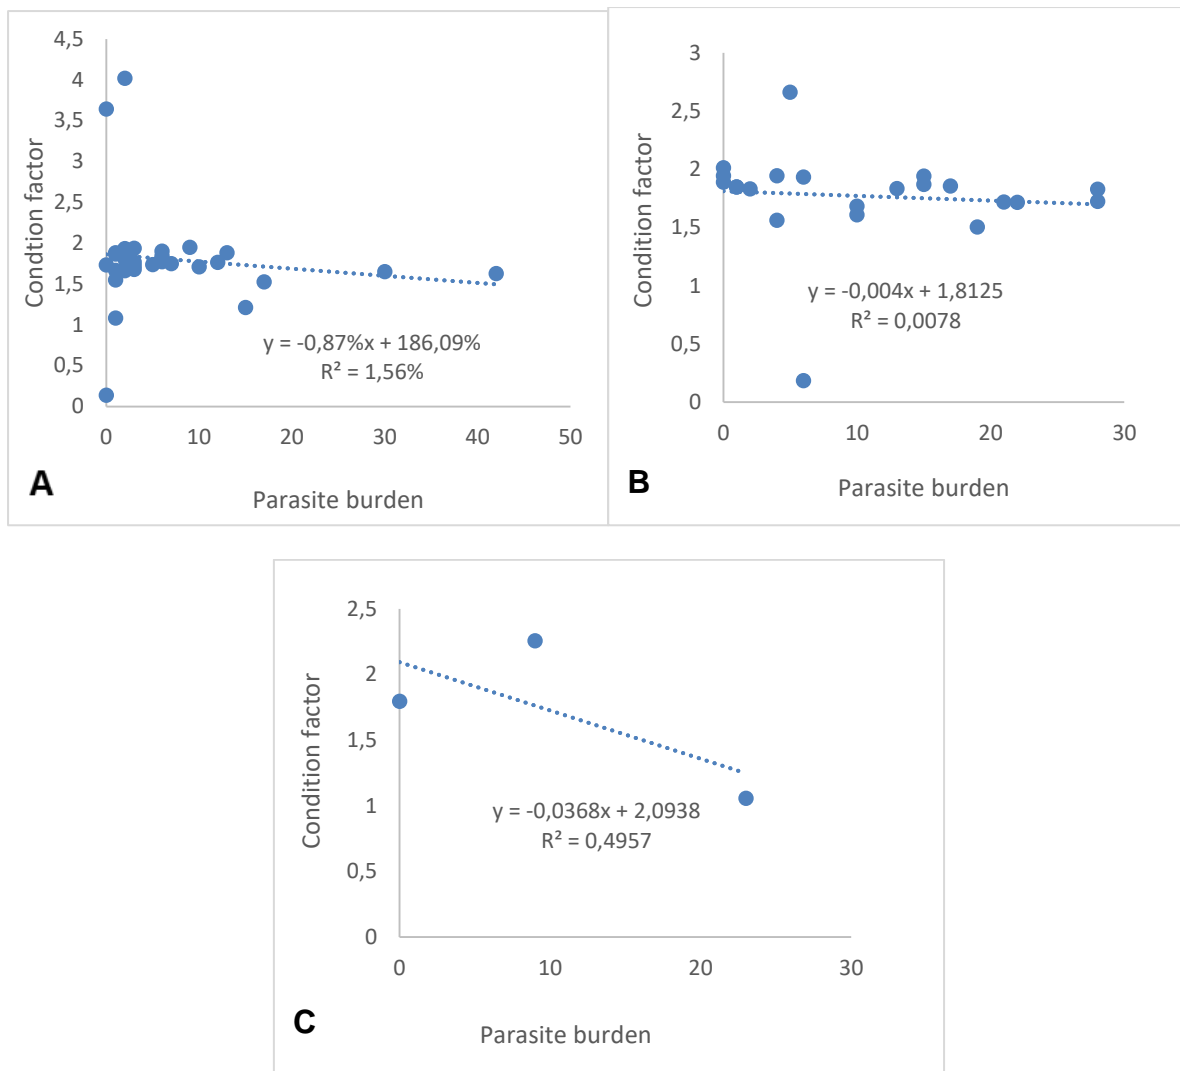 4,5
4
3,5
3
2,5
2
1,5
1
0,5
0
Condtion factor
y = -0,87%x + 186,09%
R² = 1,56%
0 10 20 30 40 50
A
Parasite burden
3
2,5
2
1,5
1
0,5
0
Condition factor
y = -0,004x + 1,8125
R² = 0,0078
0 10 20 30
B
Parasite burden
2,5
2
1,5
1
0,5
0
Condition factor
y = -0,0368x + 2,0938
R² = 0,4957
0 10 20 30
C
Parasite burden